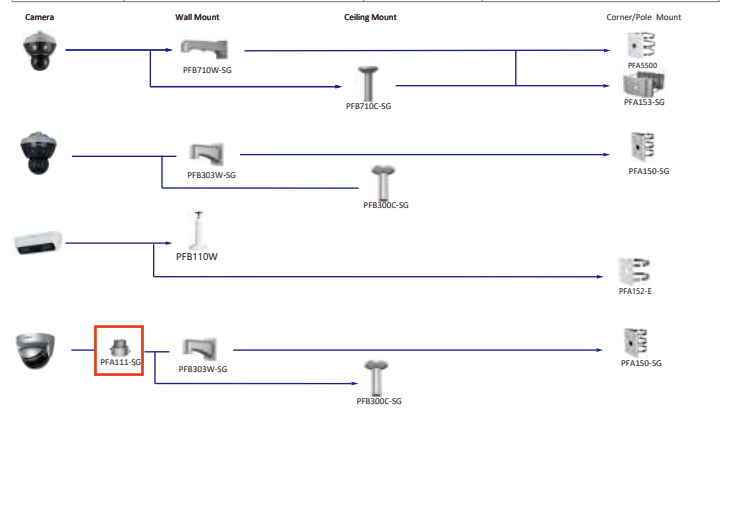 Camera Wall Mount Ceiling Mount Corner/Pole Mount
PFB710W-SG
PFA5500
PFB710C-SG
PFA153-SG
PFB303W-SG
PFA150-SG
PFB300C-SG
PFB110W
PFA152-E
PFA111-SG
PFB303W-SG
PFA150-SG
PFB300C-SG